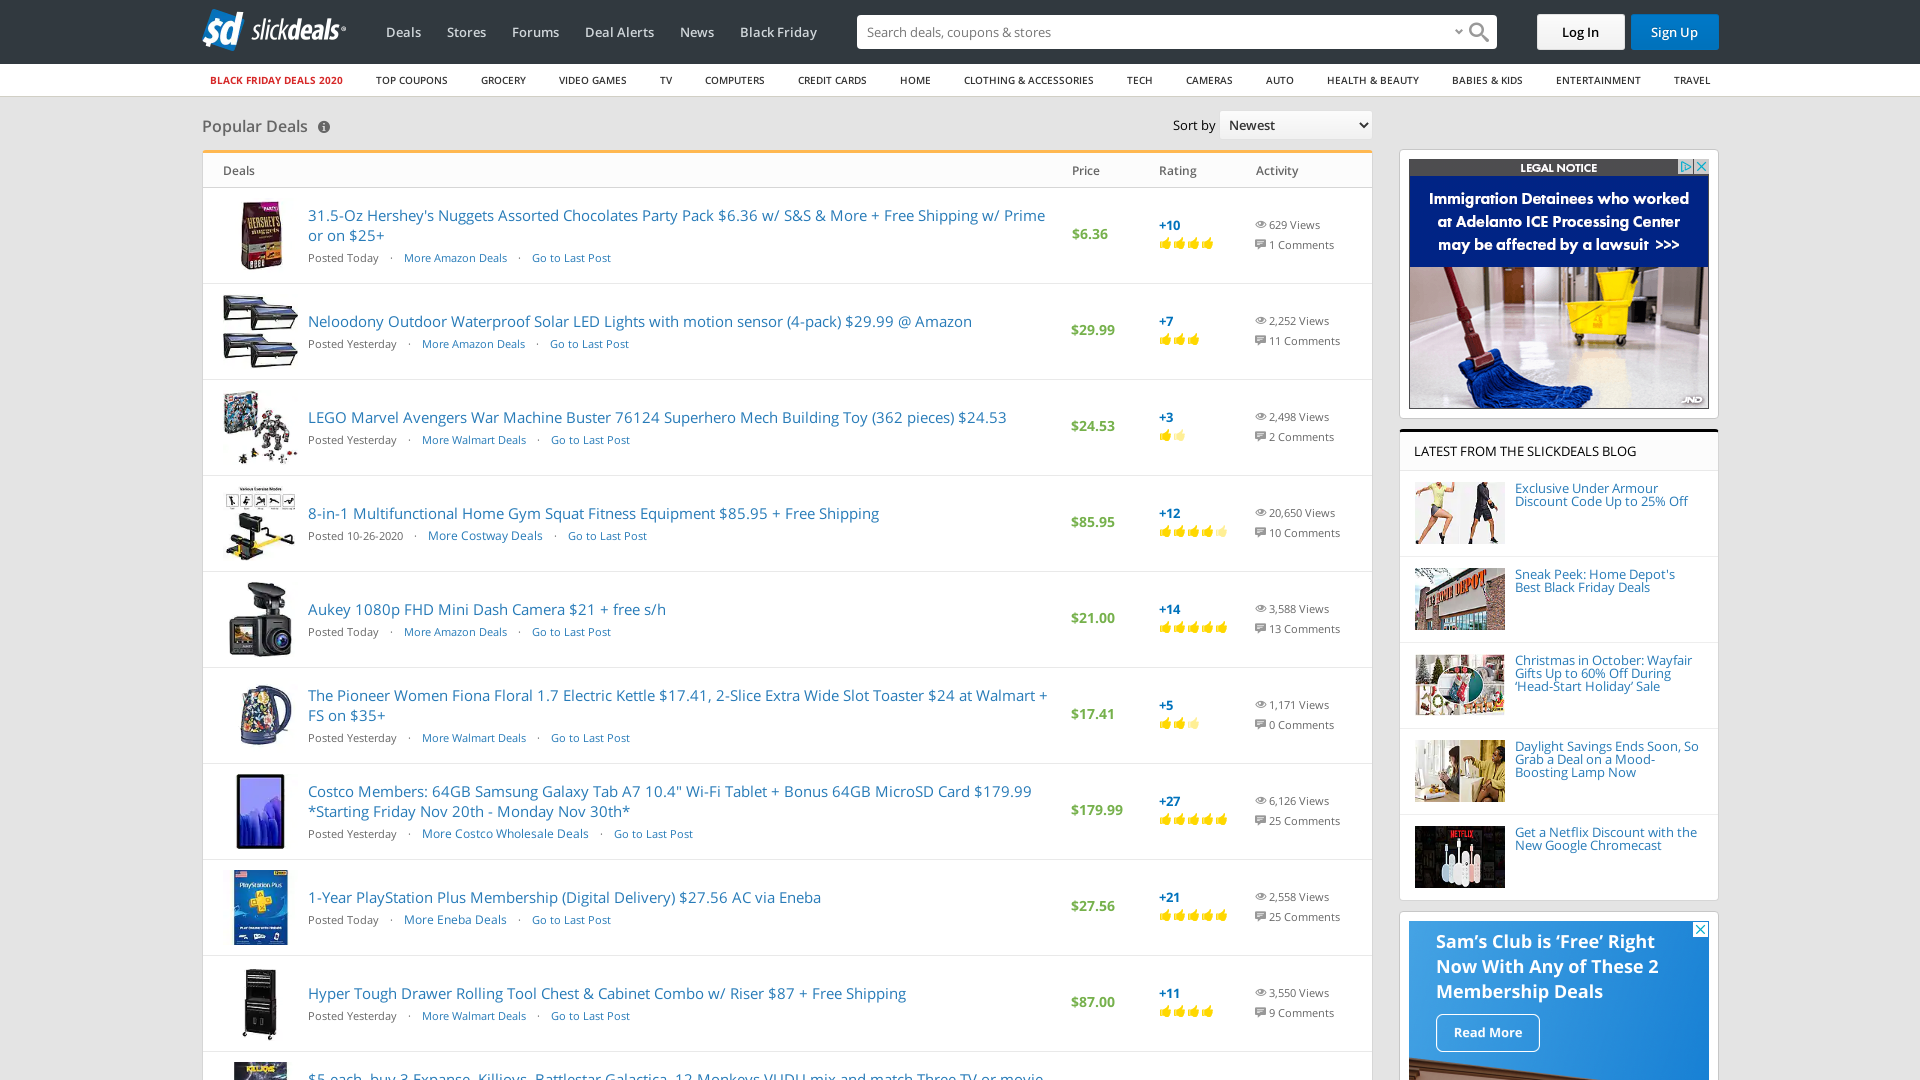 slickdeals
Deals
Stores
Forums
Deal Alerts
News
Black Friday
Search deals, coupons & stores
Log In
Sign Up
BLACK FRIDAY DEALS 2020
TOP COUPONS
GROCERY
VIDEO GAMES
TV
COMPUTERS
CREDIT CARDS
HOME
CLOTHING & ACCESSORIES
TECH
CAMERAS
AUTO
HEALTH & BEAUTY
BABIES & KIDS
ENTERTAINMENT
TRAVEL
Popular Deals
Sort by Newest
Deals
Price
Rating
Activity
31.5-Oz Hershey's Nuggets Assorted Chocolates Party Pack $6.36 w/ S&S & More + Free Shipping w/ Prime
or on $25+
Posted Today · More Amazon Deals · Go to Last Post
$6.36
+10
629 Views
1 Comments
Neloodony Outdoor Waterproof Solar LED Lights with motion sensor (4-pack) $29.99 @ Amazon
Posted Yesterday · More Amazon Deals · Go to Last Post
$29.99
+7
2,252 Views
11 Comments
LEGO Marvel Avengers War Machine Buster 76124 Superhero Mech Building Toy (362 pieces) $24.53
Posted Yesterday · More Walmart Deals · Go to Last Post
$24.53
+3
2,498 Views
2 Comments
8-in-1 Multifunctional Home Gym Squat Fitness Equipment $85.95 + Free Shipping
Posted 10-26-2020 · More Costway Deals · Go to Last Post
$85.95
+12
20,650 Views
10 Comments
Aukey 1080p FHD Mini Dash Camera $21 + free s/h
Posted Today · More Amazon Deals · Go to Last Post
$21.00
+14
3,588 Views
13 Comments
The Pioneer Women Fiona Floral 1.7 Electric Kettle $17.41, 2-Slice Extra Wide Slot Toaster $24 at Walmart +
FS on $35+
Posted Yesterday · More Walmart Deals · Go to Last Post
$17.41
+5
1,171 Views
0 Comments
Costco Members: 64GB Samsung Galaxy Tab A7 10.4" Wi-Fi Tablet + Bonus 64GB MicroSD Card $179.99
*Starting Friday Nov 20th - Monday Nov 30th*
Posted Yesterday · More Costco Wholesale Deals · Go to Last Post
$179.99
+27
6,126 Views
25 Comments
1-Year PlayStation Plus Membership (Digital Delivery) $27.56 AC via Eneba
Posted Today · More Eneba Deals · Go to Last Post
$27.56
+21
2,558 Views
25 Comments
Hyper Tough Drawer Rolling Tool Chest & Cabinet Combo w/ Riser $87 + Free Shipping
Posted Yesterday · More Walmart Deals · Go to Last Post
$87.00
+11
3,550 Views
9 Comments
$5 each, buy 3 Expanse, Killjoys, Battlestar Galactica, 12 Monkeys VUDU mix and match Three TV or movie
LEGAL NOTICE
Immigration Detainees who worked
at Adelanto ICE Processing Center
may be affected by a lawsuit >>>
JND
LATEST FROM THE SLICKDEALS BLOG
Exclusive Under Armour
Discount Code Up to 25% Off
Sneak Peek: Home Depot's
Best Black Friday Deals
Christmas in October: Wayfair
Gifts Up to 60% Off During
‘Head-Start Holiday’ Sale
Daylight Savings Ends Soon, So
Grab a Deal on a Mood-
Boosting Lamp Now
Get a Netflix Discount with the
New Google Chromecast
Sam’s Club is ‘Free’ Right
Now With Any of These 2
Membership Deals
Read More